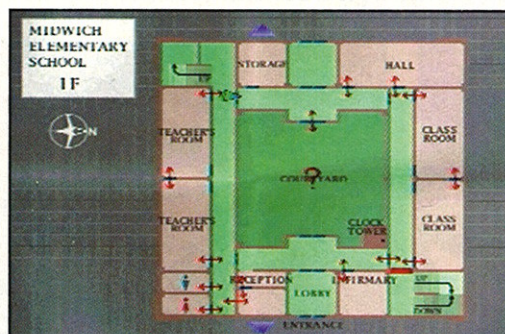 MIDWICH
ELEMENTARY
SCHOOL
1F
N
UP
STORAGE
HALL
TEACHER'S
ROOM
CLASS
ROOM
COURTYARD
?
TEACHER'S
ROOM
CLOCK
TOWER
CLASS
ROOM
RECEPTION
LOBBY
INFIRMARY
UP
DOWN
ENTRANCE